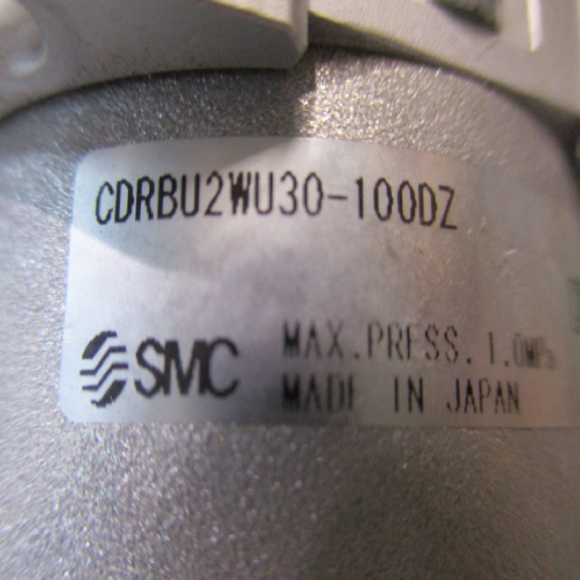 CDRBU2WU30-100DZ
SMC
MAX.PRESS.1.0MPa
MADE IN JAPAN